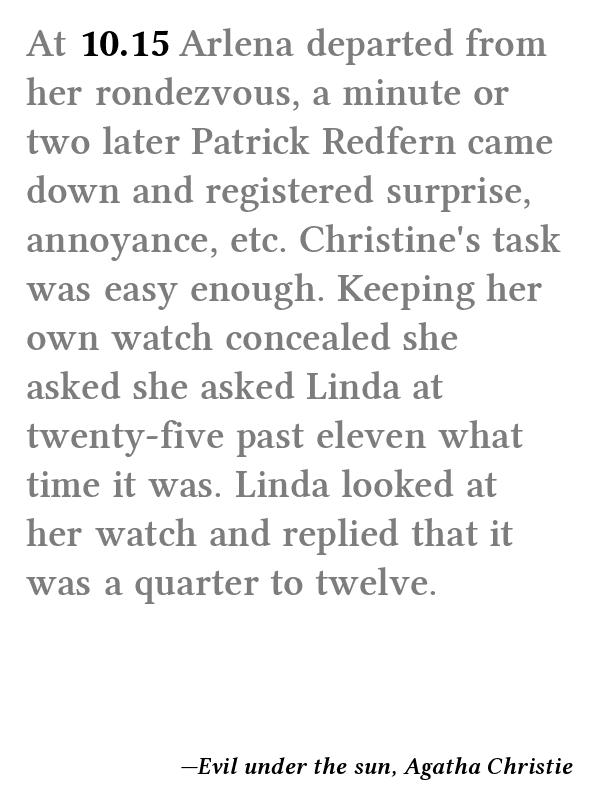 At 10.15 Arlena departed from
her rondezvous, a minute or
two later Patrick Redfern came
down and registered surprise,
annoyance, etc. Christine's task
was easy enough. Keeping her
own watch concealed she
asked she asked Linda at
twenty-five past eleven what
time it was. Linda looked at
her watch and replied that it
was a quarter to twelve.
—Evil under the sun, Agatha Christie